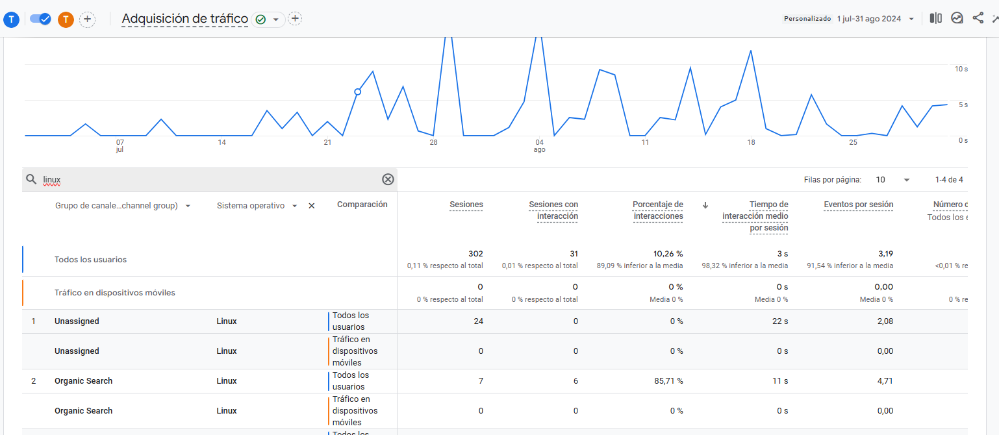 T T Adquisición de tráfico Personalizado 1 jul-31 ago 2024
10 s
5 s
0 s
07 14 21 28 04 11 18 25
jul ago
linux Filas por página: 10 1-4 de 4
Grupo de canale...channel group) Sistema operativo Comparación Sesiones Sesiones con Porcentaje de Tiempo de Eventos por sesión Número
interacción interacciones interacción medio Todos los
por sesión
Todos los usuarios 302 31 10,26 % 3 s 3,19
0,11 % respecto al total 0,01 % respecto al total 89,09 % inferior a la media 98,32 % inferior a la media 91,54 % inferior a la media <0,01 % re
Tráfico en dispositivos móviles 0 0 0 % 0 s 0,00
0 % respecto al total 0 % respecto al total Media 0 % Media 0 % Media 0 % 0 % re
1 Unassigned Linux Todos los usuarios 24 0 0 % 22 s 2,08
Unassigned Linux Tráfico en dispositivos móviles 0 0 0 % 0 s 0,00
2 Organic Search Linux Todos los usuarios 7 6 85,71 % 11 s 4,71
Organic Search Linux Tráfico en dispositivos móviles 0 0 0 % 0 s 0,00
Todos los